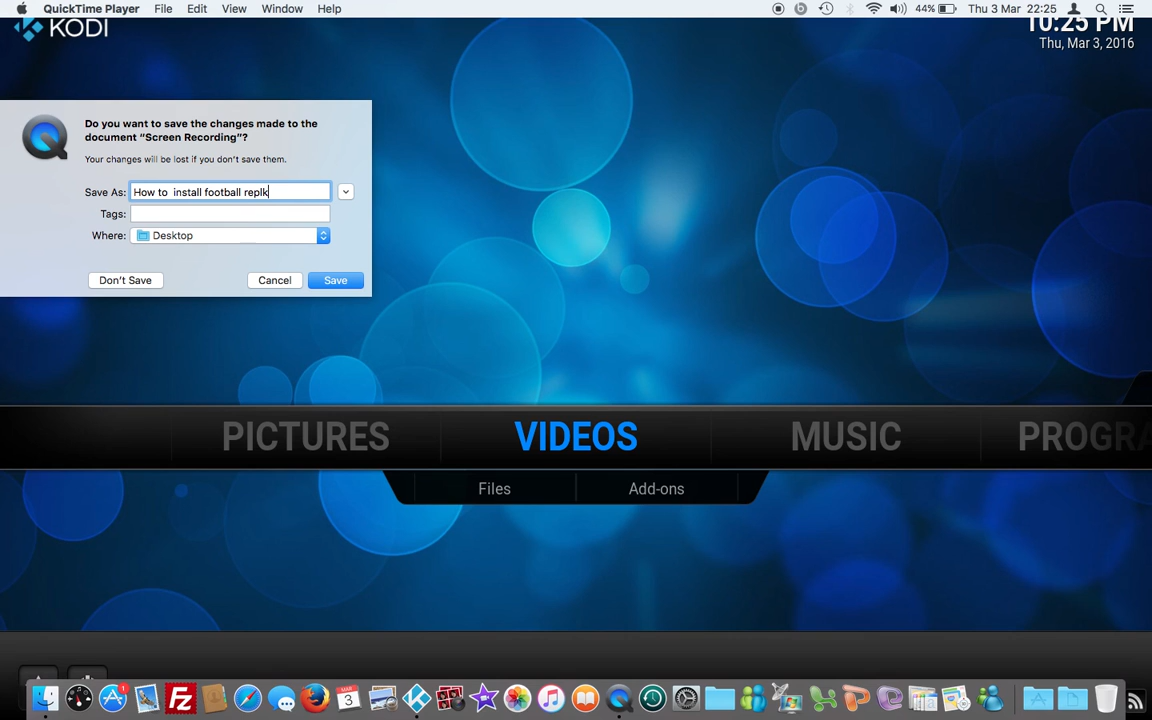 QuickTime Player File Edit View Window Help 44% Thu 3 Mar 22:25
KODI
10:25 PM
Thu, Mar 3, 2016
Do you want to save the changes made to the
document “Screen Recording”?
Your changes will be lost if you don’t save them.
Save As: How to  install football replk
Tags:
Where: Desktop
Don’t Save Cancel Save
PICTURES VIDEOS MUSIC PROGRA
Files Add-ons
1
MAR
3